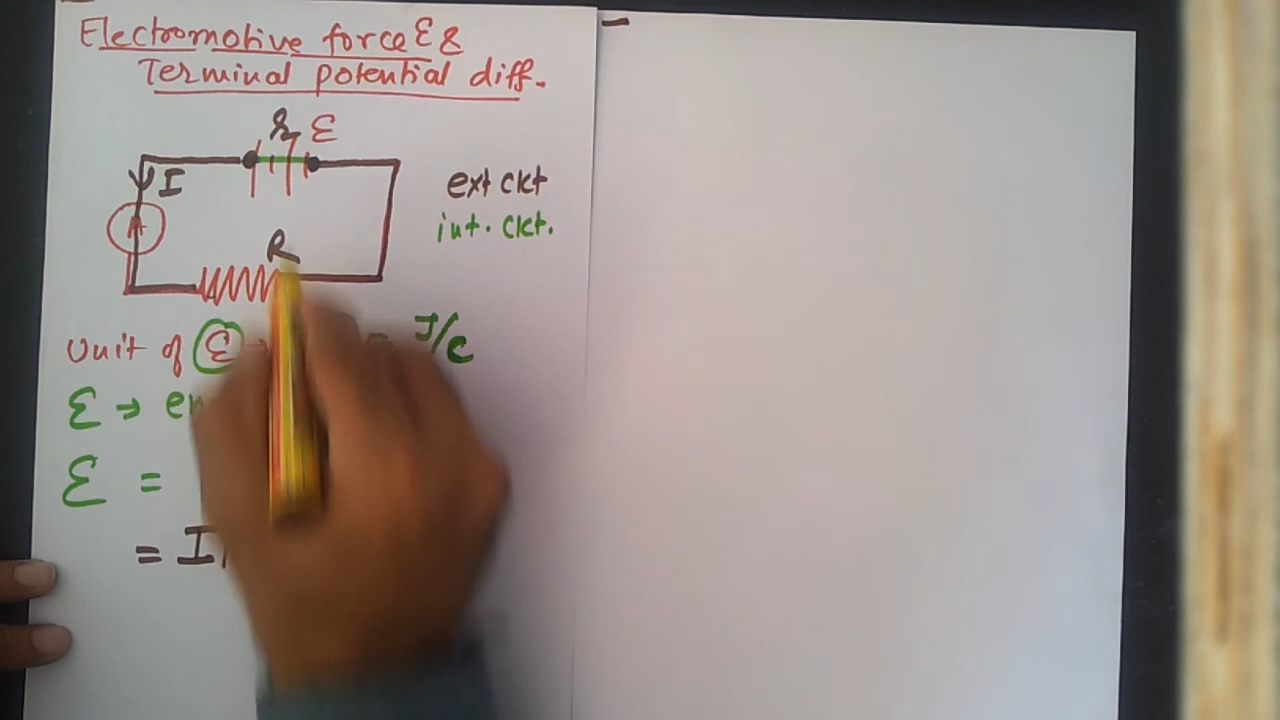 Electromotive force ε &
Terminal potential diff.
r ε
I
ext ckt
int. ckt.
R
Unit of ε → = J/C
ε →
ε =
= I